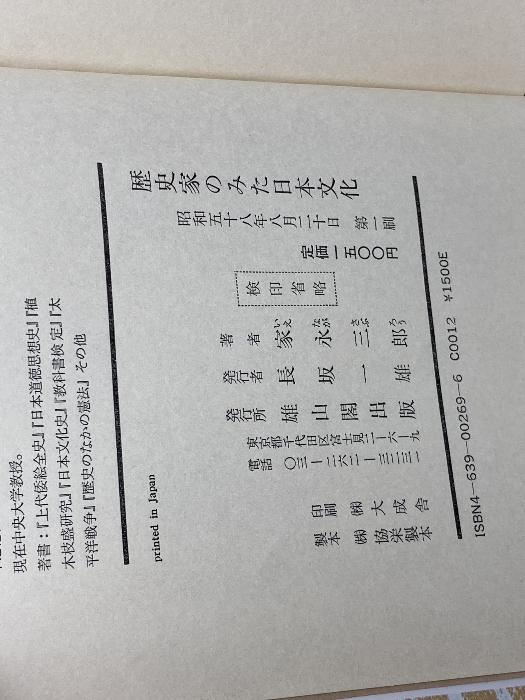 現在中央大学教授。
著書：『上代倭絵全史』『日本道徳思想史』『植
木枝盛研究』『日本文化史』『教科書検定』『太
平洋戦争』『歴史のなかの憲法』その他
歴史家のみた日本文化
昭和五十八年八月二十日 第一刷
定価一五〇〇円
検印省略
著者 家永三郎
いえ なが さぶ ろう
発行者 長坂一雄
発行所 雄山閣出版
東京都千代田区富士見二―六―九
電話 〇三―二六二―三二三一
印刷 ㈱大成舎
製本 ㈱協栄製本
printed in Japan
ISBN4-639-00269-6 C0012 ¥1500E